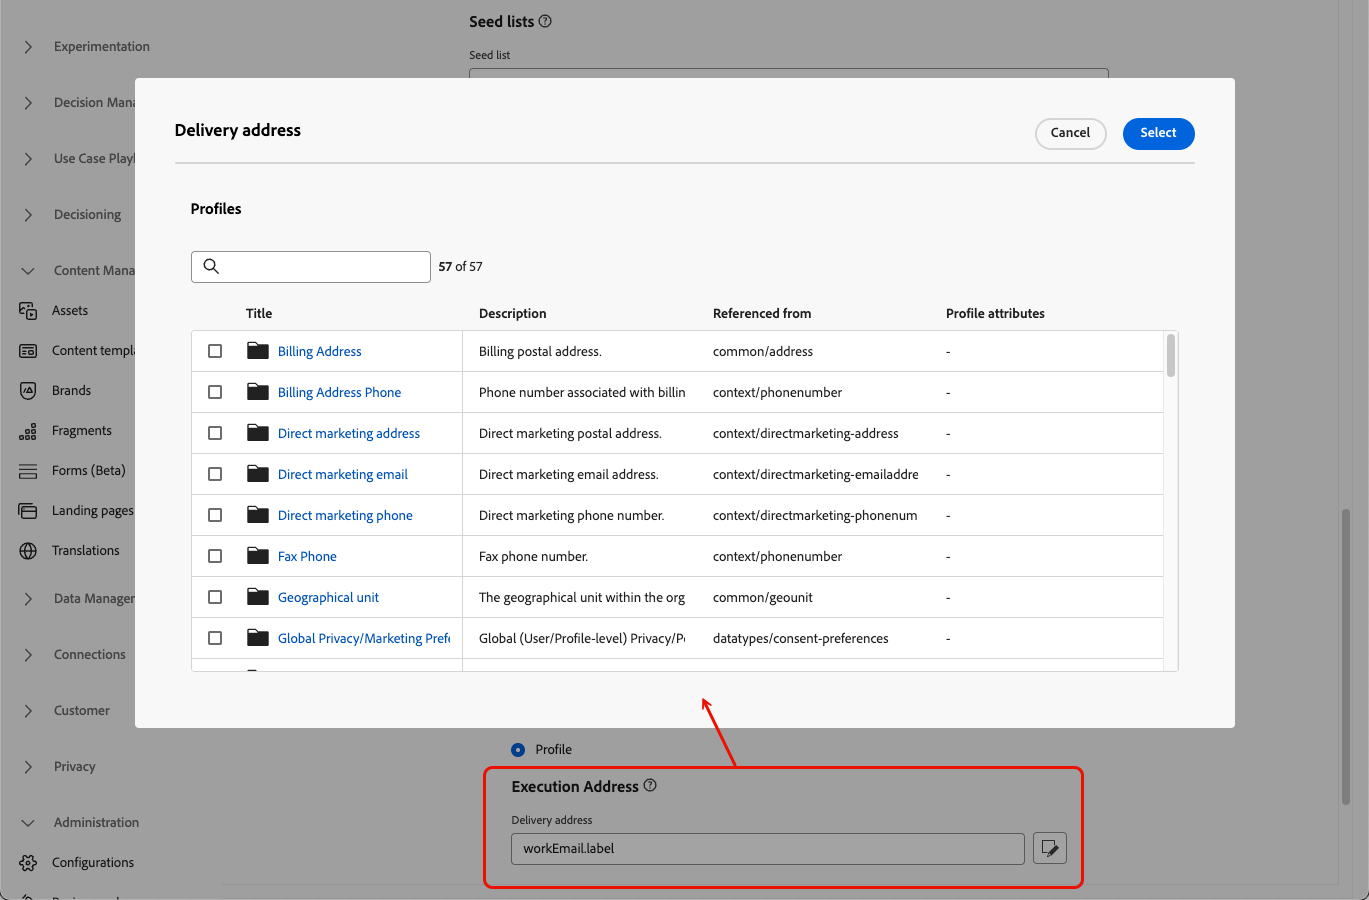 Seed lists
Seed list
Experimentation
Decision Mana
Use Case Playl
Decisioning
Content Mana
Assets
Content templa
Brands
Fragments
Forms (Beta)
Landing pages
Translations
Data Manager
Connections
Customer
Privacy
Administration
Configurations
Delivery address
Cancel
Select
Profiles
57 of 57
Title Description Referenced from Profile attributes
Billing Address Billing postal address. common/address -
Billing Address Phone Phone number associated with billin context/phonenumber -
Direct marketing address Direct marketing postal address. context/directmarketing-address -
Direct marketing email Direct marketing email address. context/directmarketing-emailaddre -
Direct marketing phone Direct marketing phone number. context/directmarketing-phonenum -
Fax Phone Fax phone number. context/phonenumber -
Geographical unit The geographical unit within the org common/geounit -
Global Privacy/Marketing Prefe Global (User/Profile-level) Privacy/Pe datatypes/consent-preferences -
Profile
Execution Address
Delivery address
workEmail.label